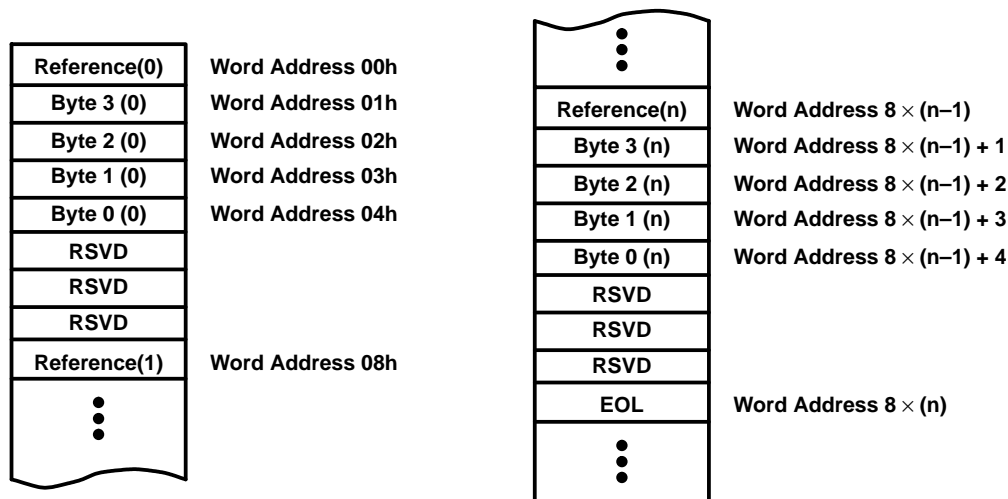 Reference(0) Word Address 00h
Byte 3 (0) Word Address 01h
Byte 2 (0) Word Address 02h
Byte 1 (0) Word Address 03h
Byte 0 (0) Word Address 04h
RSVD
RSVD
RSVD
Reference(1) Word Address 08h
Reference(n) Word Address 8 × (n–1)
Byte 3 (n) Word Address 8 × (n–1) + 1
Byte 2 (n) Word Address 8 × (n–1) + 2
Byte 1 (n) Word Address 8 × (n–1) + 3
Byte 0 (n) Word Address 8 × (n–1) + 4
RSVD
RSVD
RSVD
EOL Word Address 8 × (n)